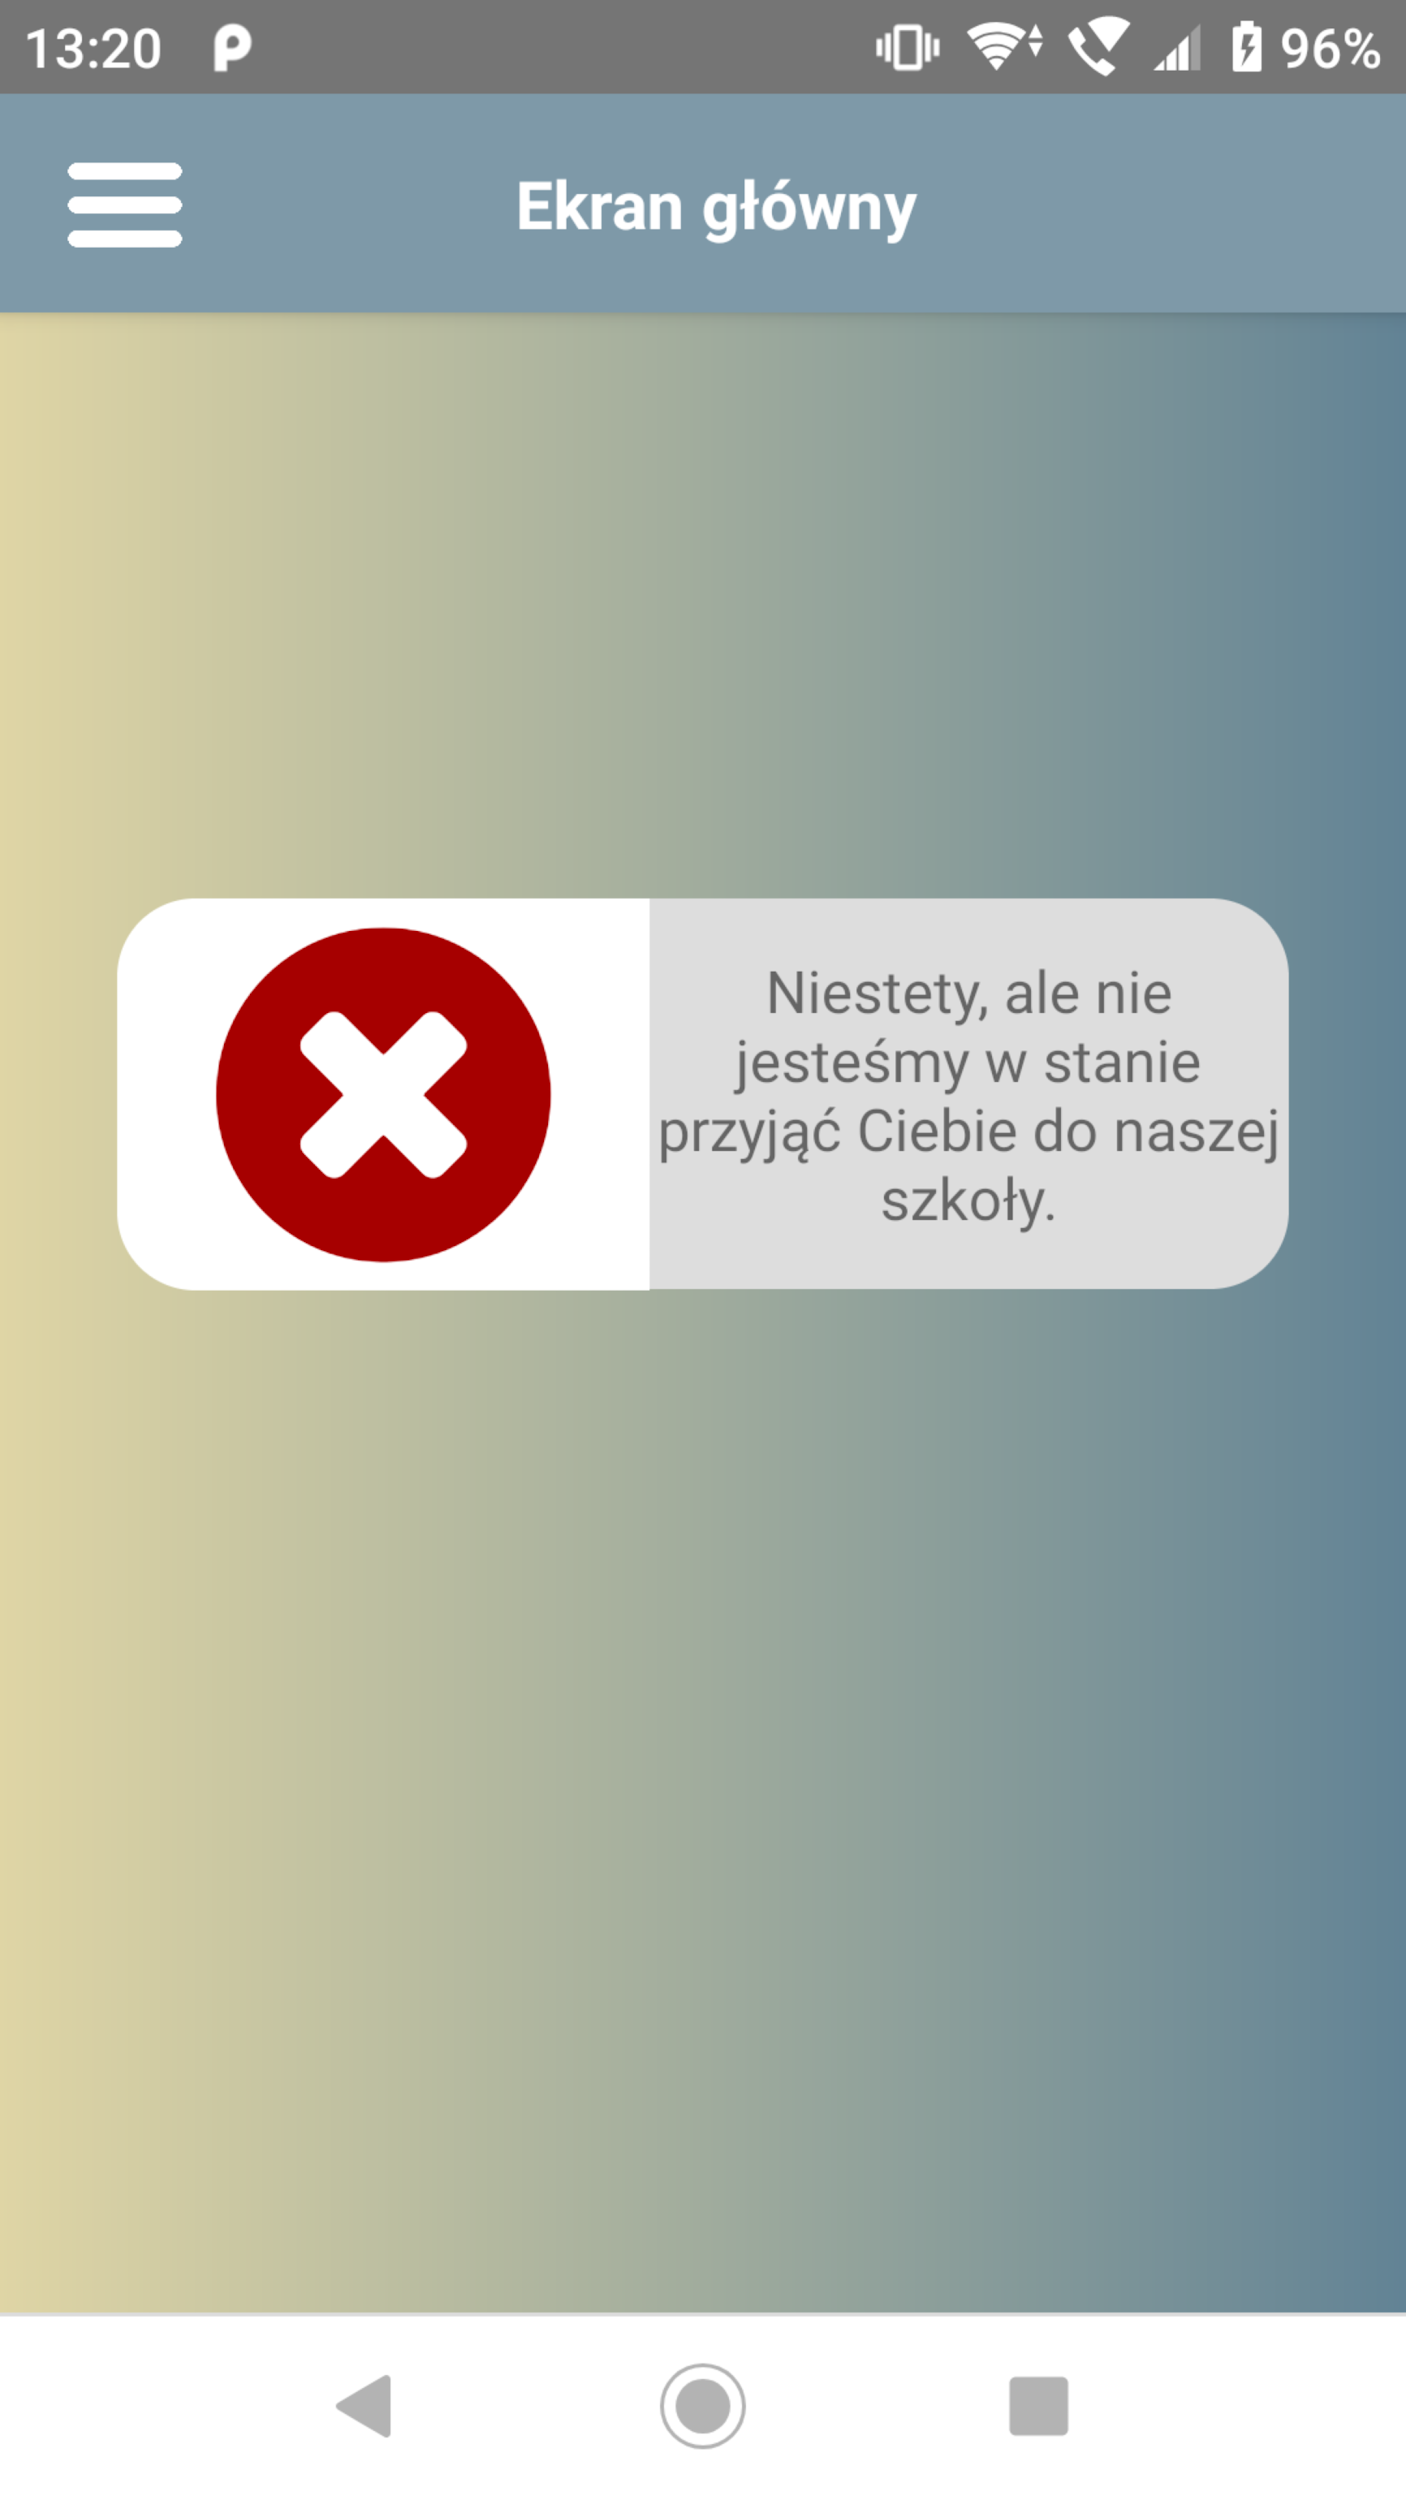 13:20
96%
Ekran główny
Niestety, ale nie
jesteśmy w stanie
przyjąć Ciebie do naszej
szkoły.